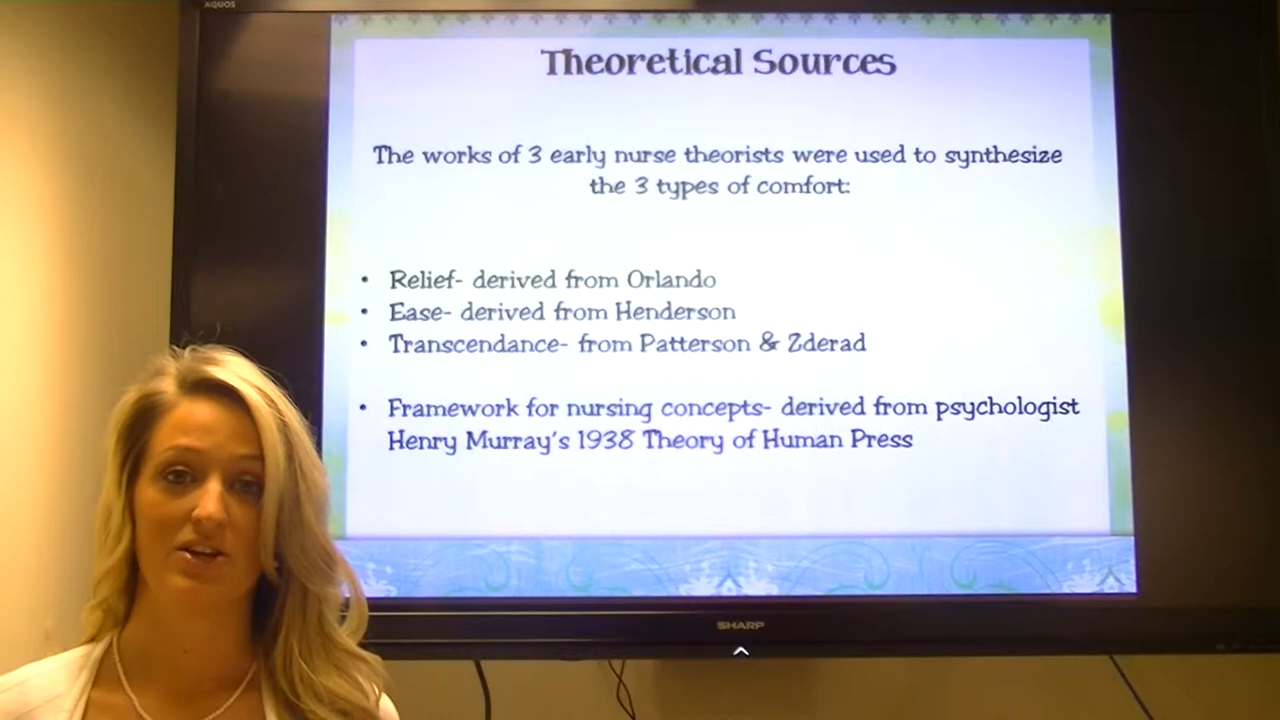 AQUOS
Theoretical Sources
The works of 3 early nurse theorists were used to synthesize
the 3 types of comfort:
• Relief- derived from Orlando
• Ease- derived from Henderson
• Transcendance- from Patterson & Zderad
• Framework for nursing concepts- derived from psychologist
Henry Murray's 1938 Theory of Human Press
SHARP